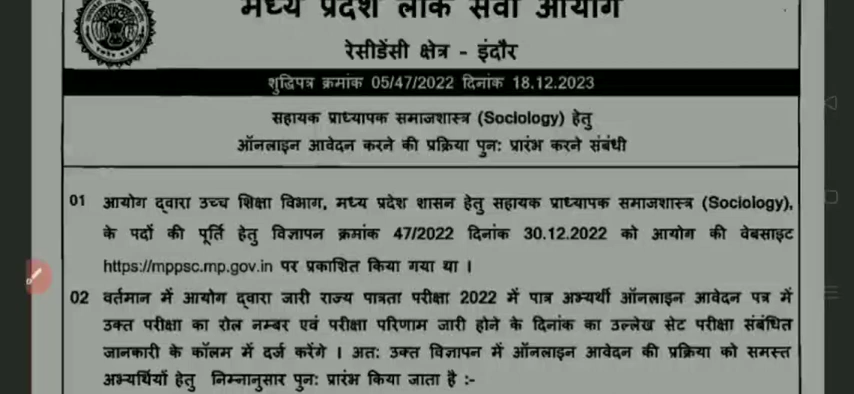 मध्य प्रदेश लोक सेवा आयोग
रेसीडेंसी क्षेत्र - इंदौर
शुद्धिपत्र क्रमांक 05/47/2022 दिनांक 18.12.2023
सहायक प्राध्यापक समाजशास्त्र (Sociology) हेतु
ऑनलाइन आवेदन करने की प्रक्रिया पुन: प्रारंभ करने संबंधी
01 आयोग द्वारा उच्च शिक्षा विभाग, मध्य प्रदेश शासन हेतु सहायक प्राध्यापक समाजशास्त्र (Sociology),
के पदों की पूर्ति हेतु विज्ञापन क्रमांक 47/2022 दिनांक 30.12.2022 को आयोग की वेबसाइट
https://mppsc.mp.gov.in पर प्रकाशित किया गया था ।
02 वर्तमान में आयोग द्वारा जारी राज्य पात्रता परीक्षा 2022 में पात्र अभ्यर्थी ऑनलाइन आवेदन पत्र में
उक्त परीक्षा का रोल नम्बर एवं परीक्षा परिणाम जारी होने के दिनांक का उल्लेख सेट परीक्षा संबंधित
जानकारी के कॉलम में दर्ज करेंगे । अत: उक्त विज्ञापन में ऑनलाइन आवेदन की प्रक्रिया को समस्त
अभ्यर्थियों हेतु निम्नानुसार पुन: प्रारंभ किया जाता है :-